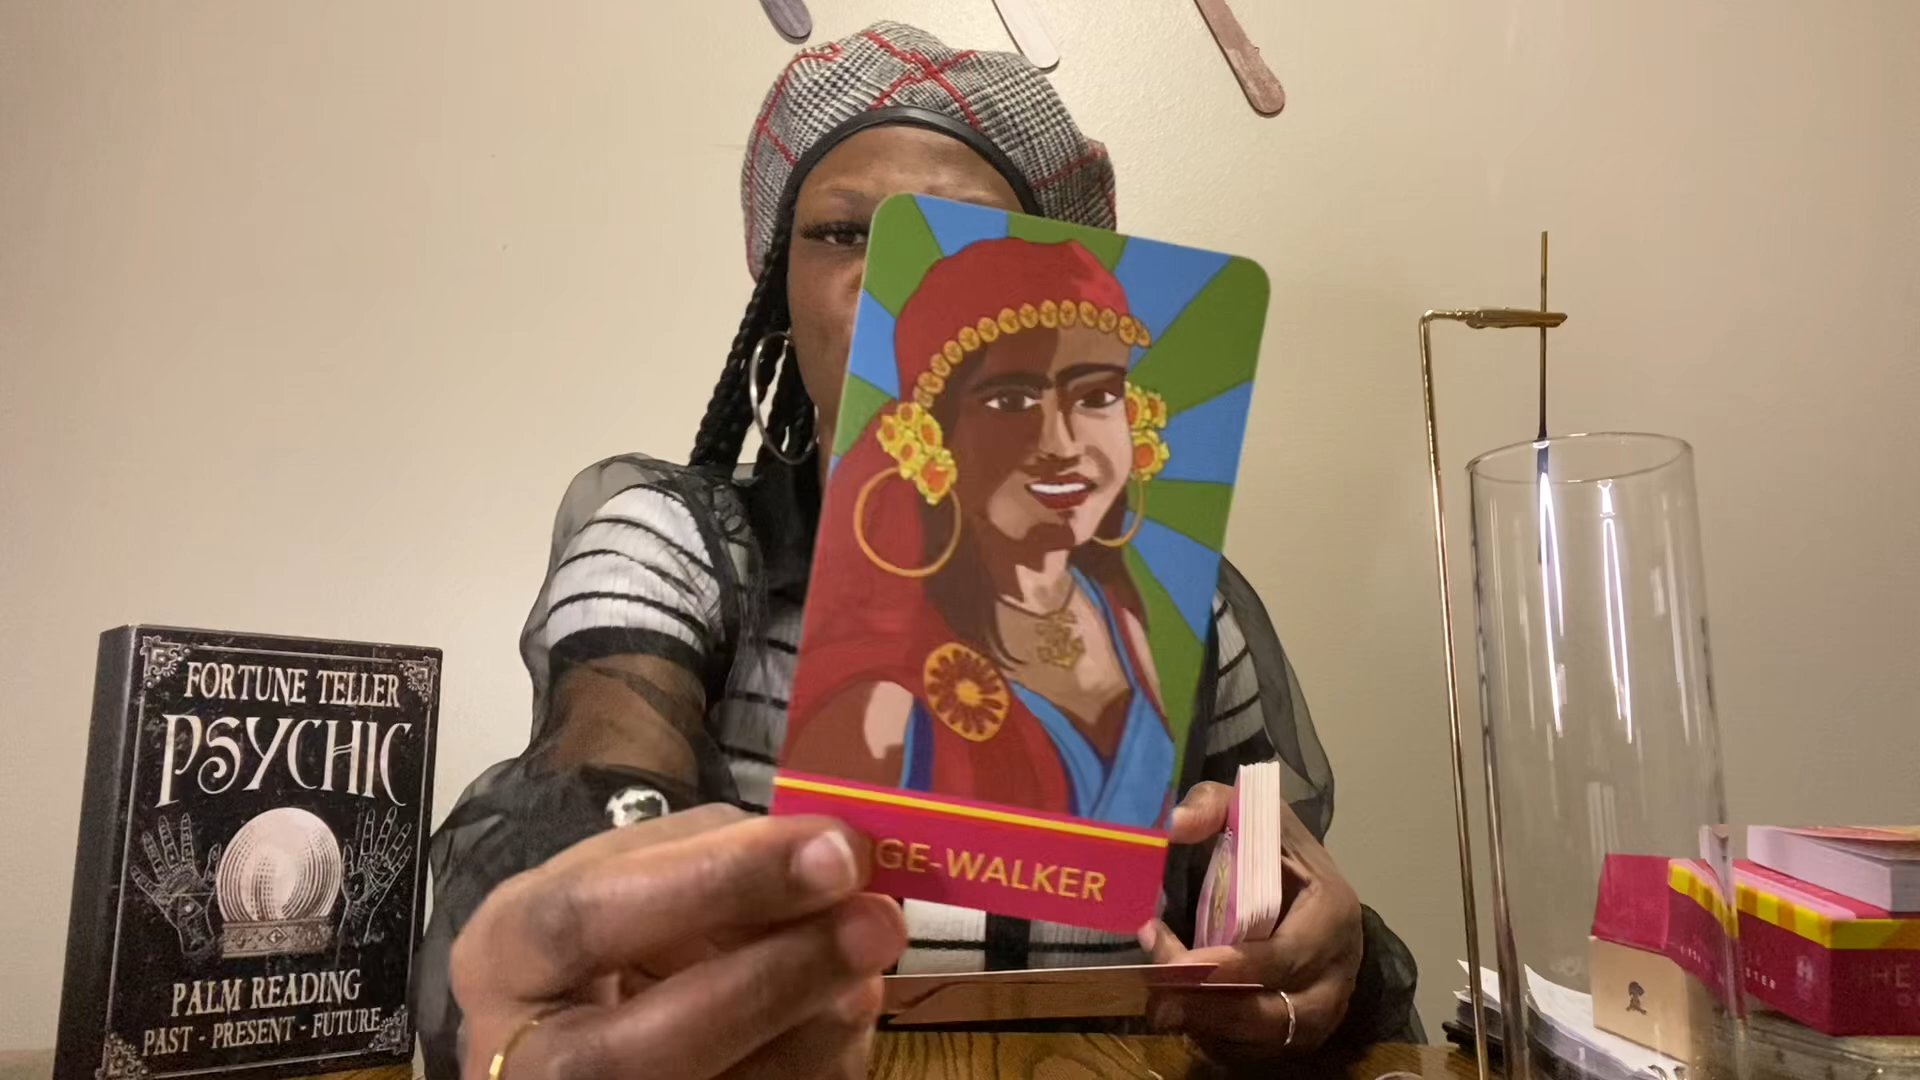 FORTUNE TELLER
PSYCHIC
PALM READING
PAST - PRESENT - FUTURE
GE-WALKER